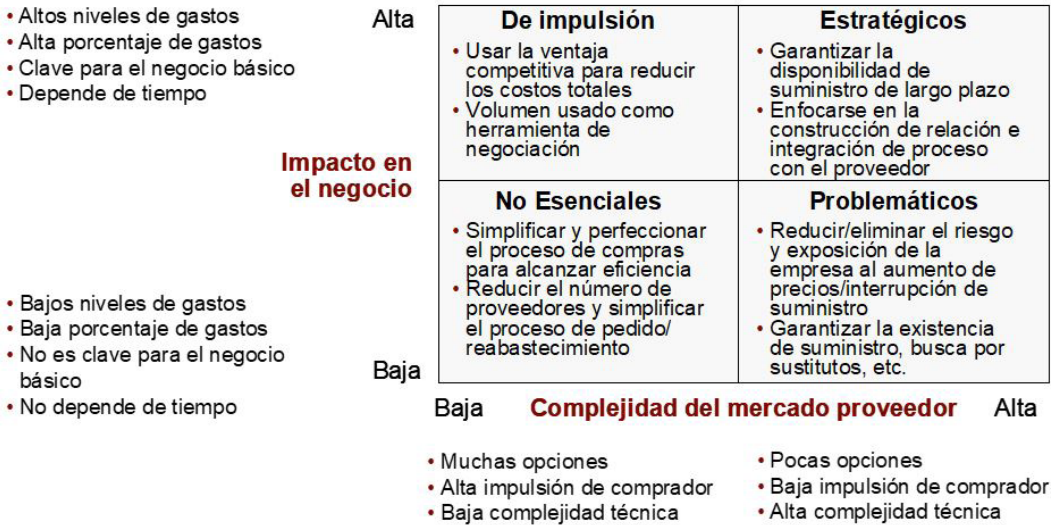 • Altos niveles de gastos
• Alta porcentaje de gastos
• Clave para el negocio básico
• Depende de tiempo
Alta
De impulsión
• Usar la ventaja
competitiva para reducir
los costos totales
• Volumen usado como
herramienta de
negociación
Estratégicos
• Garantizar la
disponibilidad de
suministro de largo plazo
• Enfocarse en la
construcción de relación e
integración de proceso
con el proveedor
Impacto en
el negocio
No Esenciales
• Simplificar y perfeccionar
el proceso de compras
para alcanzar eficiencia
• Reducir el número de
proveedores y simplificar
el proceso de pedido/
reabastecimiento
Problemáticos
• Reducir/eliminar el riesgo
y exposición de la
empresa al aumento de
precios/interrupción de
suministro
• Garantizar la existencia
de suministro, busca por
sustitutos, etc.
• Bajos niveles de gastos
• Baja porcentaje de gastos
• No es clave para el negocio
básico
• No depende de tiempo
Baja
Baja Complejidad del mercado proveedor Alta
• Muchas opciones
• Alta impulsión de comprador
• Baja complejidad técnica
• Pocas opciones
• Baja impulsión de comprador
• Alta complejidad técnica